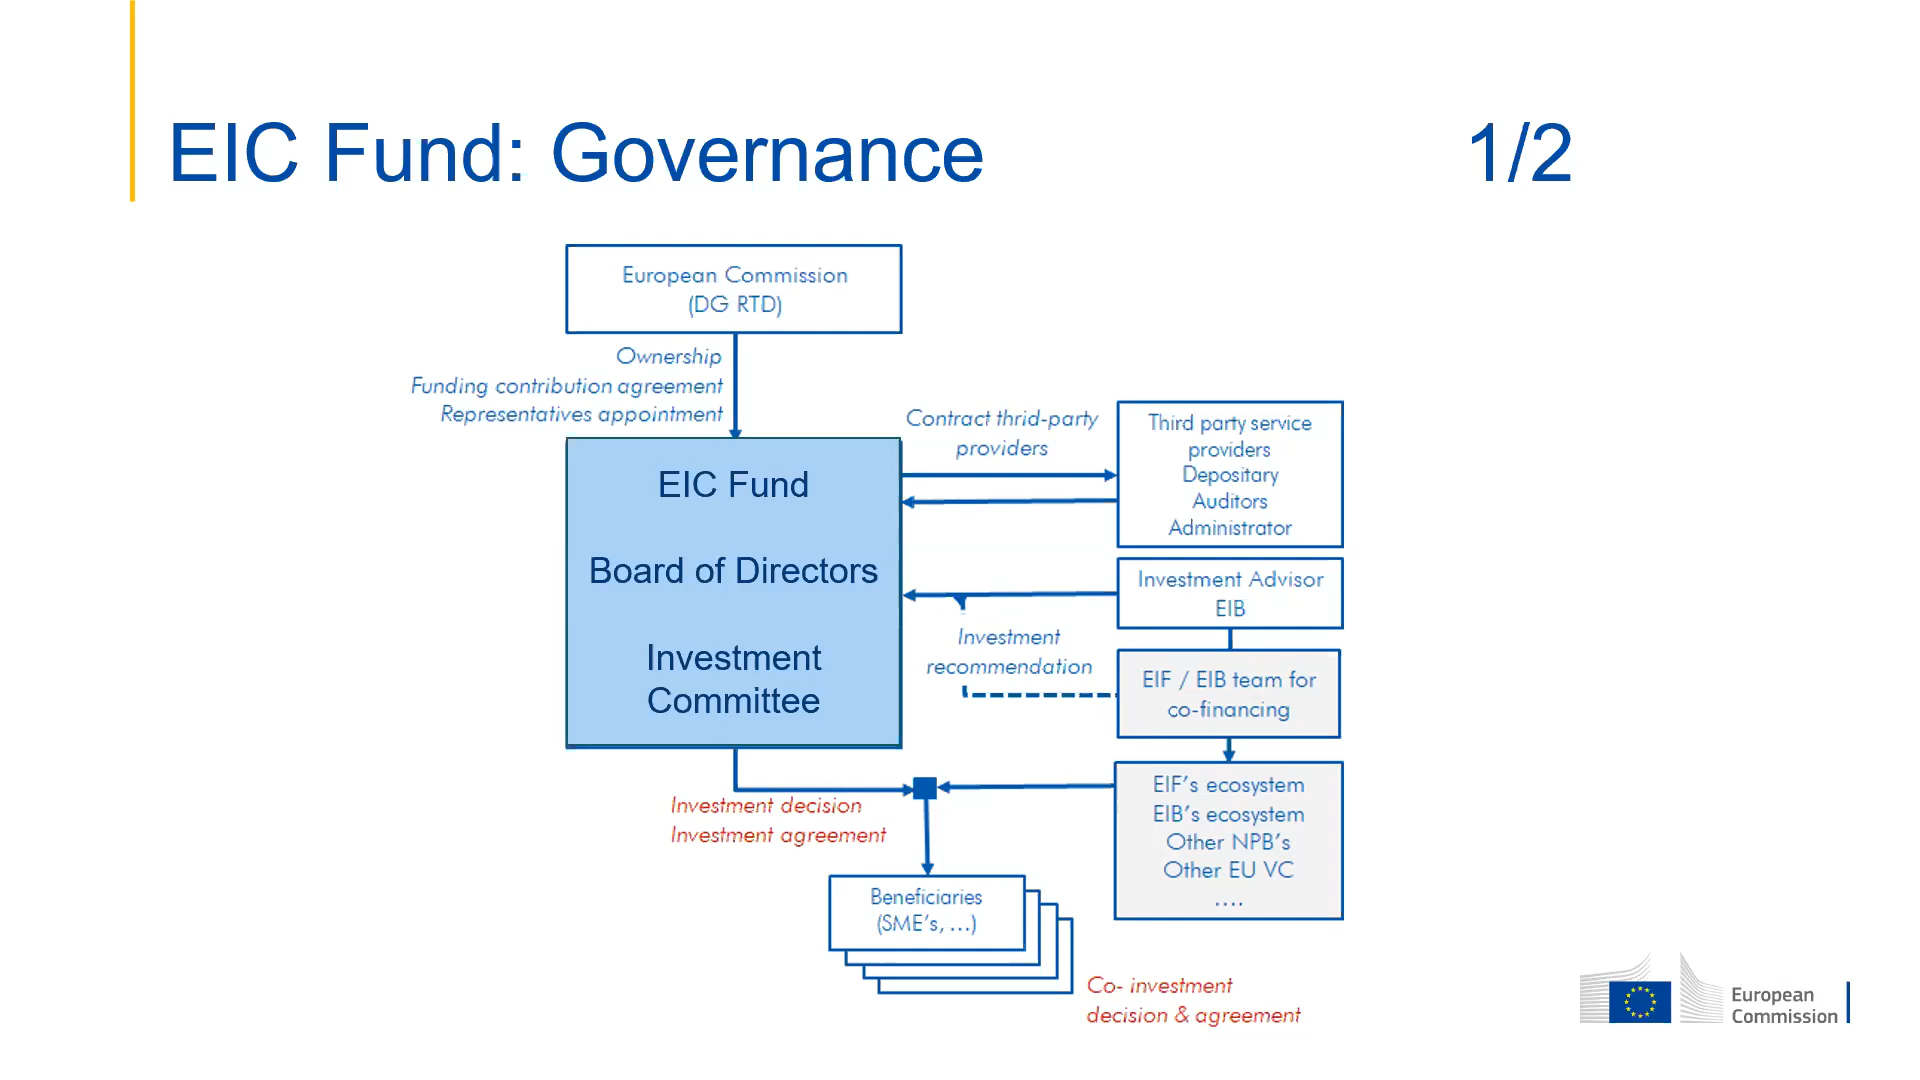 EIC Fund: Governance 1/2
European Commission
(DG RTD)
Ownership
Funding contribution agreement
Representatives appointment
EIC Fund
Board of Directors
Investment
Committee
Contract thrid-party
providers
Third party service
providers
Depositary
Auditors
Administrator
Investment Advisor
EIB
Investment
recommendation
EIF / EIB team for
co-financing
EIF's ecosystem
EIB's ecosystem
Other NPB's
Other EU VC
....
Investment decision
Investment agreement
Beneficiaries
(SME's, ...)
Co- investment
decision & agreement
European
Commission